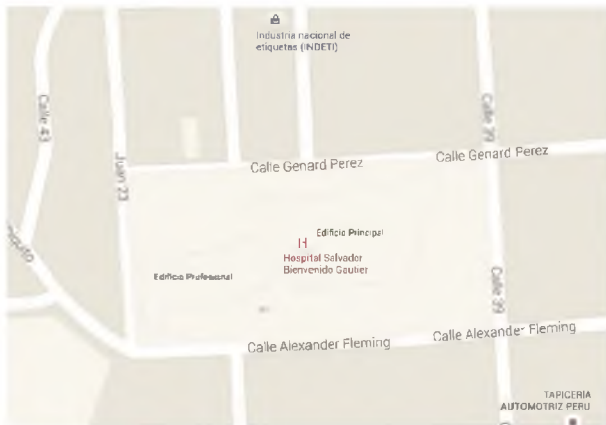 Industria nacional de
etiquetas (INDETI)
Calle 43
Juan 23
Calle 39
Calle Genard Perez
Calle Genard Perez
Edificio Principal
H
Hospital Salvador
Bienvenido Gautier
Edificio Profesional
Calle 39
Calle Alexander Fleming
Calle Alexander Fleming
TAPICERIA
AUTOMOTRIZ PERU